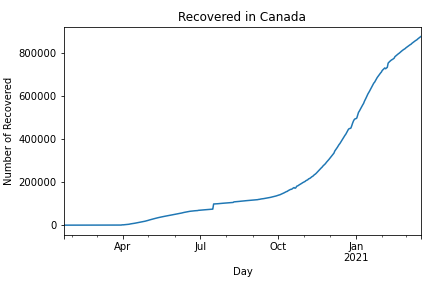 Recovered in Canada
800000
600000
400000
200000
0
Number of Recovered
Apr
Jul
Oct
Jan
2021
Day